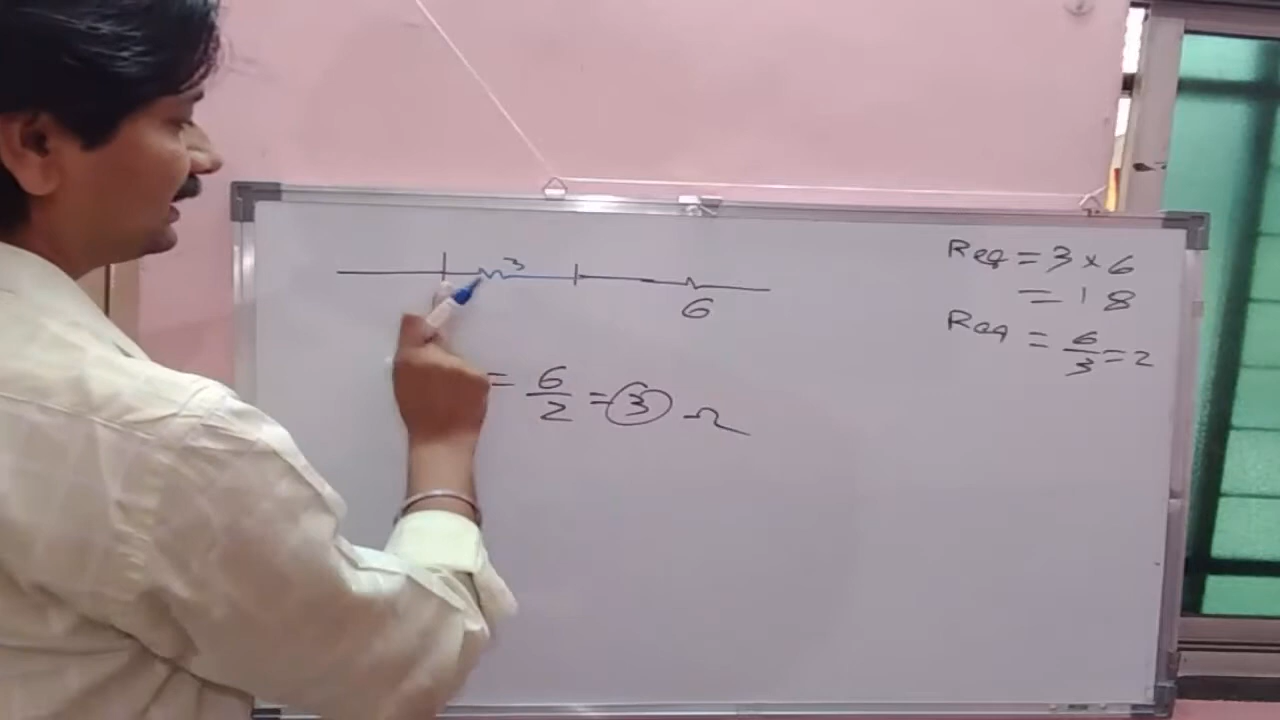 3
6
= 6/2 = 3 Ω
Req = 3 × 6
= 18
Req = 6/3 = 2